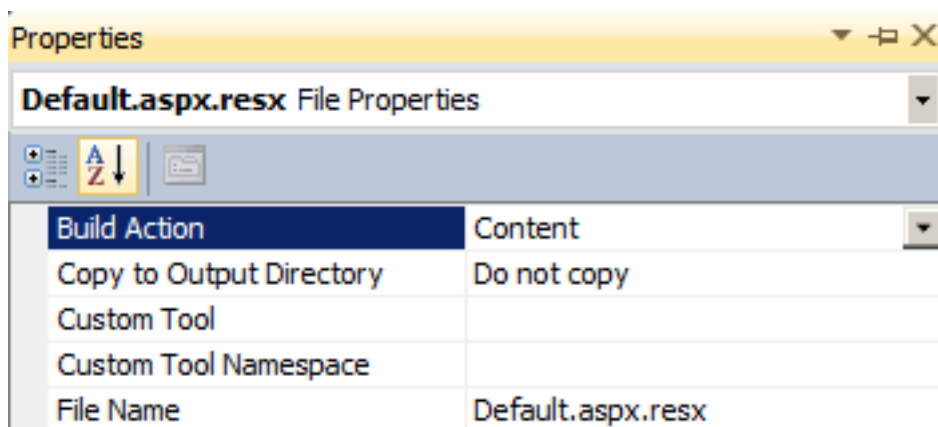 Properties
Default.aspx.resx File Properties
A
Z
Build Action Content
Copy to Output Directory Do not copy
Custom Tool
Custom Tool Namespace
File Name Default.aspx.resx